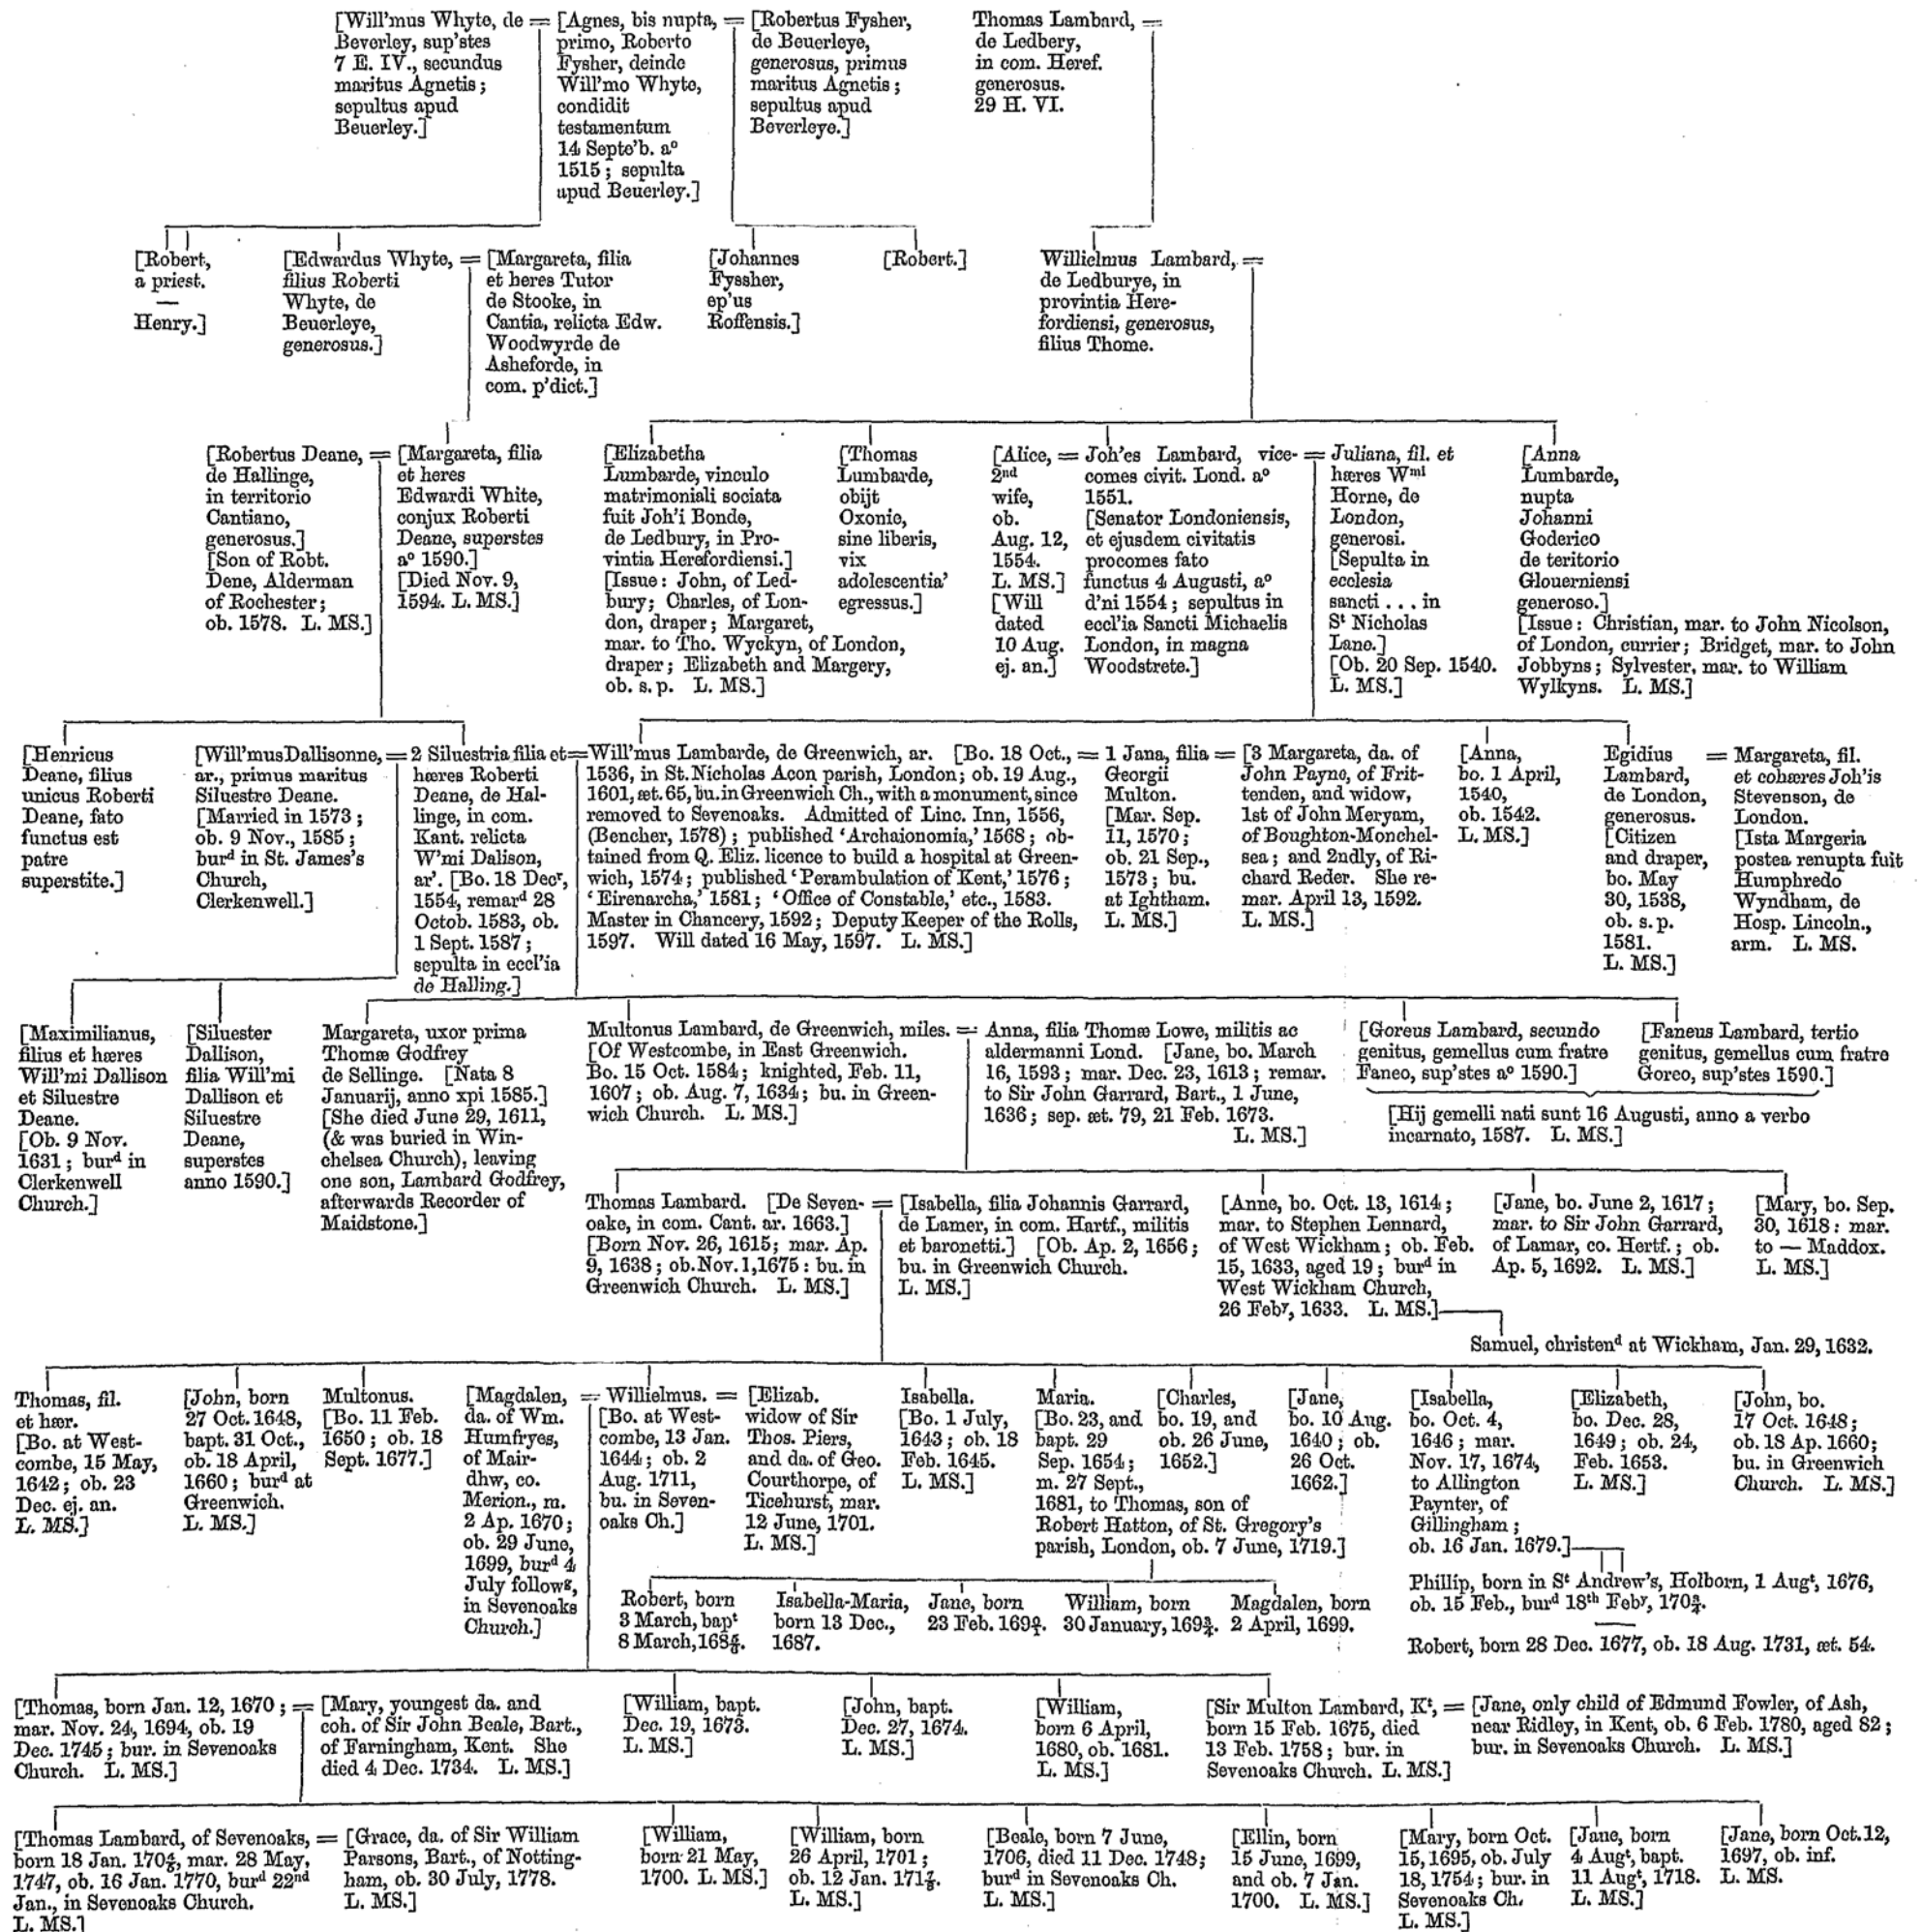 [Will'mus Whyte, de
Beverley, sup'stes
7 E. IV., secundus
maritus Agnetis;
sepultus apud
Beuerley.]
=
[Agnes, bis nupta,
primo, Roberto
Fysher, deinde
Will'mo Whyte,
condidit
testamentum
14 Septe'b. aº
1515; sepulta
apud Beuerley.]
=
[Robertus Fysher,
de Beuerleye,
generosus, primus
maritus Agnetis;
sepultus apud
Beverleye.]
Thomas Lambard, =
de Ledbery,
in com. Heref.
generosus.
29 H. VI.
[Robert,
a priest.
—
Henry.]
[Edwardus Whyte, =
filius Roberti
Whyte, de
Beuerleye,
generosus.]
[Margareta, filia
et heres Tutor
de Stooke, in
Cantia, relicta Edw.
Woodwyrde de
Asheforde, in
com. p'dict.]
[Johannes
Fyssher,
ep'us
Roffensis.]
[Robert.]
Willielmus Lambard, =
de Ledburye, in
provintia Here-
fordiensi, generosus,
filius Thome.
[Robertus Deane, =
de Hallinge,
in territorio
Cantiano,
generosus.]
[Son of Robt.
Dene, Alderman
of Rochester;
ob. 1578. L. MS.]
[Margareta, filia
et heres
Edwardi White,
conjux Roberti
Deane, superstes
aº 1590.]
[Died Nov. 9,
1594. L. MS.]
[Elizabetha
Lumbarde, vinculo
matrimoniali sociata
fuit Joh'i Bonde,
de Ledbury, in Pro-
vintia Herefordiensi.]
[Issue: John, of Led-
bury; Charles, of Lon-
don, draper; Margaret,
mar. to Tho. Wyckyn, of London,
draper; Elizabeth and Margery,
ob. s. p. L. MS.]
[Thomas
Lumbarde,
obijt
Oxonie,
sine liberis,
vix
adolescentia'
egressus.]
[Alice, =
2nd
wife,
ob.
Aug. 12,
1554.
L. MS.]
[Will
dated
10 Aug.
ej. an.]
Joh'es Lambard, vice- =
comes civit. Lond. aº
1551.
[Senator Londoniensis,
et ejusdem civitatis
procomes fato
functus 4 Augusti, aº
d'ni 1554; sepultus in
eccl'ia Sancti Michaelis
London, in magna
Woodstrete.]
Juliana, fil. et
hæres Wmi
Horne, de
London,
generosi.
[Sepulta in
ecclesia
sancti . . . in
St Nicholas
Lane.]
[Ob. 20 Sep. 1540.
L. MS.]
[Anna
Lumbarde,
nupta
Johanni
Goderico
de teritorio
Glouerniensi
generoso.]
[Issue: Christian, mar. to John Nicolson,
of London, currier; Bridget, mar. to John
Jobbyns; Sylvester, mar. to William
Wylkyns. L. MS.]
[Henricus
Deane, filius
unicus Roberti
Deane, fato
functus est
patre
superstite.]
[Will'mus Dallisonne, =
ar., primus maritus
Siluestre Deane.
[Married in 1573;
ob. 9 Nov., 1585;
burd in St. James's
Church,
Clerkenwell.]
2 Siluestria filia et =
hæres Roberti
Deane, de Hal-
linge, in com.
Kant. relicta
W'mi Dalison,
ar'. [Bo. 18 Decr,
1554, remard 28
Octob. 1583, ob.
1 Sept. 1587;
sepulta in eccl'ia
de Halling.]
Will'mus Lambarde, de Greenwich, ar. [Bo. 18 Oct., =
1536, in St. Nicholas Acon parish, London; ob. 19 Aug.,
1601, æt. 65, bu. in Greenwich Ch., with a monument, since
removed to Sevenoaks. Admitted of Linc. Inn, 1556,
(Bencher, 1578); published 'Archaionomia,' 1568; ob-
tained from Q. Eliz. licence to build a hospital at Green-
wich, 1574; published 'Perambulation of Kent,' 1576;
'Eirenarcha,' 1581; 'Office of Constable,' etc., 1583.
Master in Chancery, 1592; Deputy Keeper of the Rolls,
1597. Will dated 16 May, 1597. L. MS.]
1 Jana, filia =
Georgii
Multon.
[Mar. Sep.
11, 1570;
ob. 21 Sep.,
1573; bu.
at Ightham.
L. MS.]
[3 Margareta, da. of
John Payne, of Frit-
tenden, and widow,
1st of John Meryam,
of Boughton-Monchel-
sea; and 2ndly, of Ri-
chard Reder. She re-
mar. April 13, 1592.
L. MS.]
[Anna,
bo. 1 April,
1540,
ob. 1542.
L. MS.]
Egidius =
Lambard,
de London,
generosus.
[Citizen
and draper,
bo. May
30, 1538,
ob. s. p.
1581.
L. MS.]
Margareta, fil.
et cohæres Joh'is
Stevenson, de
London.
[Ista Margeria
postea renupta fuit
Humphredo
Wyndham, de
Hosp. Lincoln.,
arm. L. MS.
[Maximilianus,
filius et hæres
Will'mi Dallison
et Siluestre
Deane.
[Ob. 9 Nov.
1631; burd in
Clerkenwell
Church.]
[Siluester
Dallison,
filia Will'mi
Dallison et
Siluestre
Deane,
superstes
anno 1590.]
Margareta, uxor prima
Thomæ Godfrey
de Sellinge. [Nata 8
Januarij, anno xpi 1585.]
[She died June 29, 1611,
(& was buried in Win-
chelsea Church), leaving
one son, Lambard Godfrey,
afterwards Recorder of
Maidstone.]
Multonus Lambard, de Greenwich, miles. =
[Of Westcombe, in East Greenwich.
Bo. 15 Oct. 1584; knighted, Feb. 11,
1607; ob. Aug. 7, 1634; bu. in Green-
wich Church. L. MS.]
Anna, filia Thomæ Lowe, militis ac
aldermanni Lond. [Jane, bo. March
16, 1593; mar. Dec. 23, 1613; remar.
to Sir John Garrard, Bart., 1 June,
1636; sep. æt. 79, 21 Feb. 1673.
L. MS.]
[Goreus Lambard, secundo
genitus, gemellus cum fratre
Faneo, sup'stes aº 1590.]
[Faneus Lambard, tertio
genitus, gemellus cum fratre
Goreo, sup'stes 1590.]
[Hij gemelli nati sunt 16 Augusti, anno a verbo
incarnato, 1587. L. MS.]
Thomas Lambard. [De Seven- =
oake, in com. Cant. ar. 1663.]
[Born Nov. 26, 1615; mar. Ap.
9, 1638; ob. Nov. 1, 1675: bu. in
Greenwich Church. L. MS.]
[Isabella, filia Johannis Garrard,
de Lamer, in com. Hartf., militis
et baronetti.] [Ob. Ap. 2, 1656;
bu. in Greenwich Church.
L. MS.]
[Anne, bo. Oct. 13, 1614;
mar. to Stephen Lennard,
of West Wickham; ob. Feb.
15, 1633, aged 19; burd in
West Wickham Church,
26 Feby, 1633. L. MS.]
[Jane, bo. June 2, 1617;
mar. to Sir John Garrard,
of Lamar, co. Hertf.; ob.
Ap. 5, 1692. L. MS.]
[Mary, bo. Sep.
30, 1618: mar.
to — Maddox.
L. MS.]
Samuel, christend at Wickham, Jan. 29, 1632.
Thomas, fil.
et hær.
[Bo. at West-
combe, 15 May,
1642; ob. 23
Dec. ej. an.
L. MS.]
[John, born
27 Oct. 1648,
bapt. 31 Oct.,
ob. 18 April,
1660; burd at
Greenwich.
L. MS.]
Multonus.
[Bo. 11 Feb.
1650; ob. 18
Sept. 1677.]
[Magdalen, =
da. of Wm.
Humfryes,
of Mair-
dhw, co.
Merion., m.
2 Ap. 1670;
ob. 29 June,
1699, burd 4
July follows,
in Sevenoaks
Church.]
Willielmus. =
[Bo. at West-
combe, 13 Jan.
1644; ob. 2
Aug. 1711,
bu. in Seven-
oaks Ch.]
[Elizab.
widow of Sir
Thos. Piers,
and da. of Geo.
Courthorpe, of
Ticehurst, mar.
12 June, 1701.
L. MS.]
Isabella.
[Bo. 1 July,
1643; ob. 18
Feb. 1645.
L. MS.]
Maria.
[Bo. 23, and
bapt. 29
Sep. 1654;
m. 27 Sept.,
1681, to Thomas, son of
Robert Hatton, of St. Gregory's
parish, London, ob. 7 June, 1719.]
[Charles,
bo. 19, and
ob. 26 June,
1652.]
[Jane,
bo. 10 Aug.
1640; ob.
26 Oct.
1662.]
[Isabella,
bo. Oct. 4,
1646; mar.
Nov. 17, 1674,
to Allington
Paynter, of
Gillingham;
ob. 16 Jan. 1679.]
[Elizabeth,
bo. Dec. 28,
1649; ob. 24,
Feb. 1653.
L. MS.]
[John, bo.
17 Oct. 1648;
ob. 18 Ap. 1660;
bu. in Greenwich
Church. L. MS.]
Robert, born
3 March, bapt
8 March,
Isabella-Maria,
born 13 Dec.,
1687.
Jane, born
23 Feb.
William, born
30 January,
Magdalen, born
2 April, 1699.
Phillip, born in St Andrew's, Holborn, 1 Augt, 1676,
ob. 15 Feb., burd 18th Feby, 170¾.
Robert, born 28 Dec. 1677, ob. 18 Aug. 1731, æt. 54.
[Thomas, born Jan. 12, 1670; =
mar. Nov. 24, 1694, ob. 19
Dec. 1745; bur. in Sevenoaks
Church. L. MS.]
[Mary, youngest da. and
coh. of Sir John Beale, Bart.,
of Farningham, Kent. She
died 4 Dec. 1734. L. MS.]
[William, bapt.
Dec. 19, 1673.
L. MS.]
[John, bapt.
Dec. 27, 1674.
L. MS.]
[William,
born 6 April,
1680, ob. 1681.
L. MS.]
[Sir Multon Lambard, Kt, =
born 15 Feb. 1675, died
13 Feb. 1758; bur. in
Sevenoaks Church. L. MS.]
[Jane, only child of Edmund Fowler, of Ash,
near Ridley, in Kent, ob. 6 Feb. 1780, aged 82;
bur. in Sevenoaks Church. L. MS.]
[Thomas Lambard, of Sevenoaks, =
born 18 Jan. mar. 28 May,
1747, ob. 16 Jan. 1770, burd 22nd
Jan., in Sevenoaks Church.
L. MS.]
[Grace, da. of Sir William
Parsons, Bart., of Notting-
ham, ob. 30 July, 1778.
L. MS.]
[William,
born 21 May,
1700. L. MS.]
[William, born
26 April, 1701;
ob. 12 Jan.
L. MS.]
[Beale, born 7 June,
1706, died 11 Dec. 1748;
burd in Sevenoaks Ch.
L. MS.]
[Ellin, born
15 June, 1699,
and ob. 7 Jan.
1700. L. MS.]
[Mary, born Oct.
15, 1695, ob. July
18, 1754; bur. in
Sevenoaks Ch.
L. MS.]
[Jane, born
4 Augt, bapt.
11 Augt, 1718.
L. MS.]
[Jane, born Oct. 12,
1697, ob. inf.
L. MS.